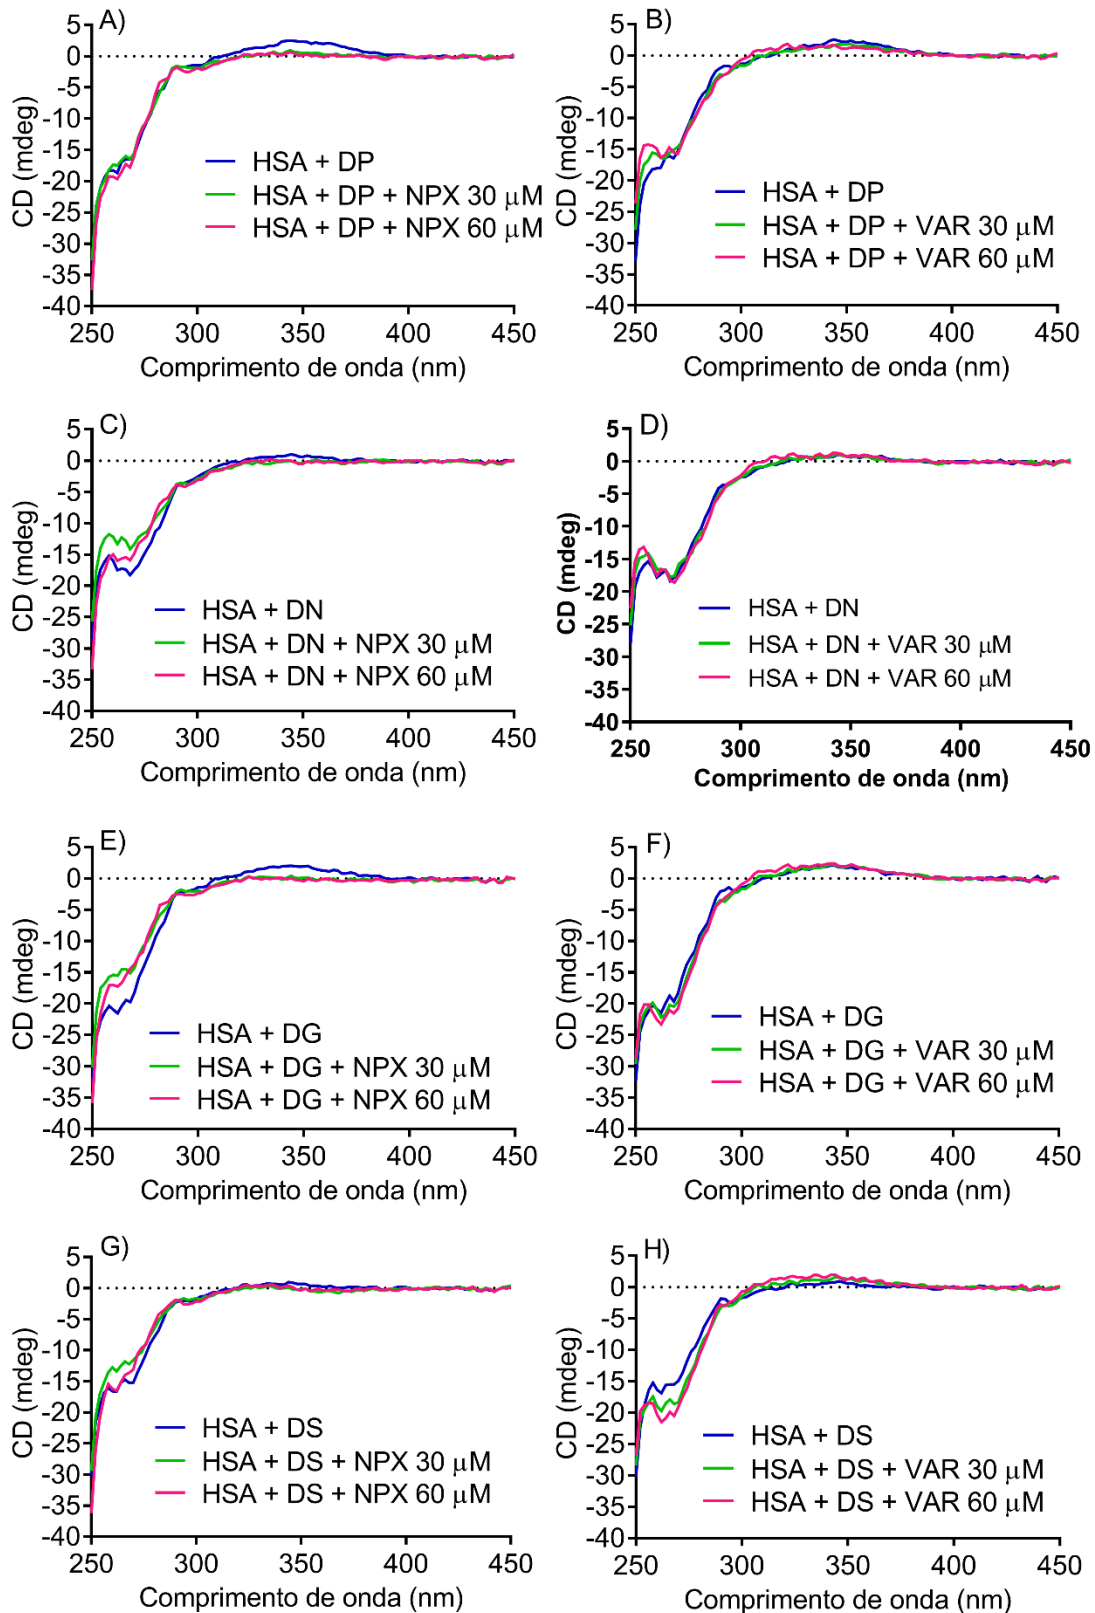 A)
5
0
-5
-10
-15
-20
-25
-30
-35
-40
CD (mdeg)
HSA + DP
HSA + DP + NPX 30 μM
HSA + DP + NPX 60 μM
250 300 350 400 450
Comprimento de onda (nm)
B)
5
0
-5
-10
-15
-20
-25
-30
-35
-40
CD (mdeg)
HSA + DP
HSA + DP + VAR 30 μM
HSA + DP + VAR 60 μM
250 300 350 400 450
Comprimento de onda (nm)
C)
5
0
-5
-10
-15
-20
-25
-30
-35
-40
CD (mdeg)
HSA + DN
HSA + DN + NPX 30 μM
HSA + DN + NPX 60 μM
250 300 350 400 450
Comprimento de onda (nm)
D)
5
0
-5
-10
-15
-20
-25
-30
-35
-40
CD (mdeg)
HSA + DN
HSA + DN + VAR 30 μM
HSA + DN + VAR 60 μM
250 300 350 400 450
Comprimento de onda (nm)
E)
5
0
-5
-10
-15
-20
-25
-30
-35
-40
CD (mdeg)
HSA + DG
HSA + DG + NPX 30 μM
HSA + DG + NPX 60 μM
250 300 350 400 450
Comprimento de onda (nm)
F)
5
0
-5
-10
-15
-20
-25
-30
-35
-40
CD (mdeg)
HSA + DG
HSA + DG + VAR 30 μM
HSA + DG + VAR 60 μM
250 300 350 400 450
Comprimento de onda (nm)
G)
5
0
-5
-10
-15
-20
-25
-30
-35
-40
CD (mdeg)
HSA + DS
HSA + DS + NPX 30 μM
HSA + DS + NPX 60 μM
250 300 350 400 450
Comprimento de onda (nm)
H)
5
0
-5
-10
-15
-20
-25
-30
-35
-40
CD (mdeg)
HSA + DS
HSA + DS + VAR 30 μM
HSA + DS + VAR 60 μM
250 300 350 400 450
Comprimento de onda (nm)